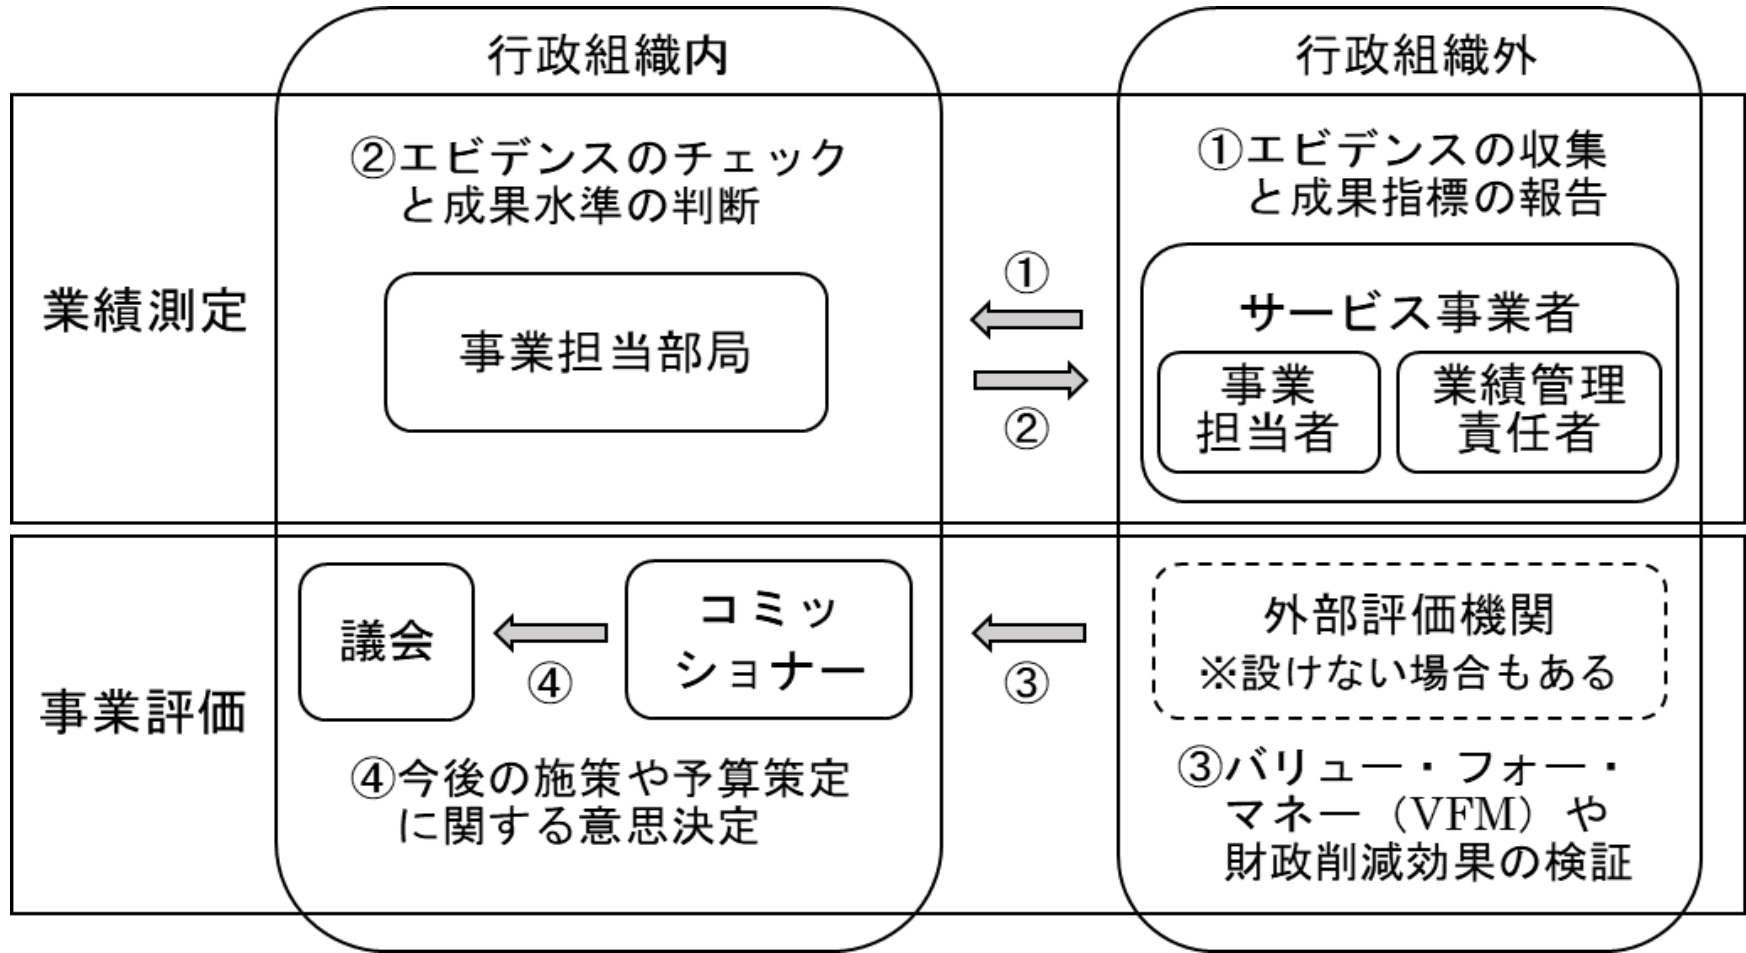 行政組織内
行政組織外
業績測定
②エビデンスのチェック
と成果水準の判断
事業担当部局
①
②
①エビデンスの収集
と成果指標の報告
サービス事業者
事業
担当者
業績管理
責任者
事業評価
議会
④
コミッ
ショナー
④今後の施策や予算策定
に関する意思決定
③
外部評価機関
※設けない場合もある
③バリュー・フォー・
マネー（VFM）や
財政削減効果の検証